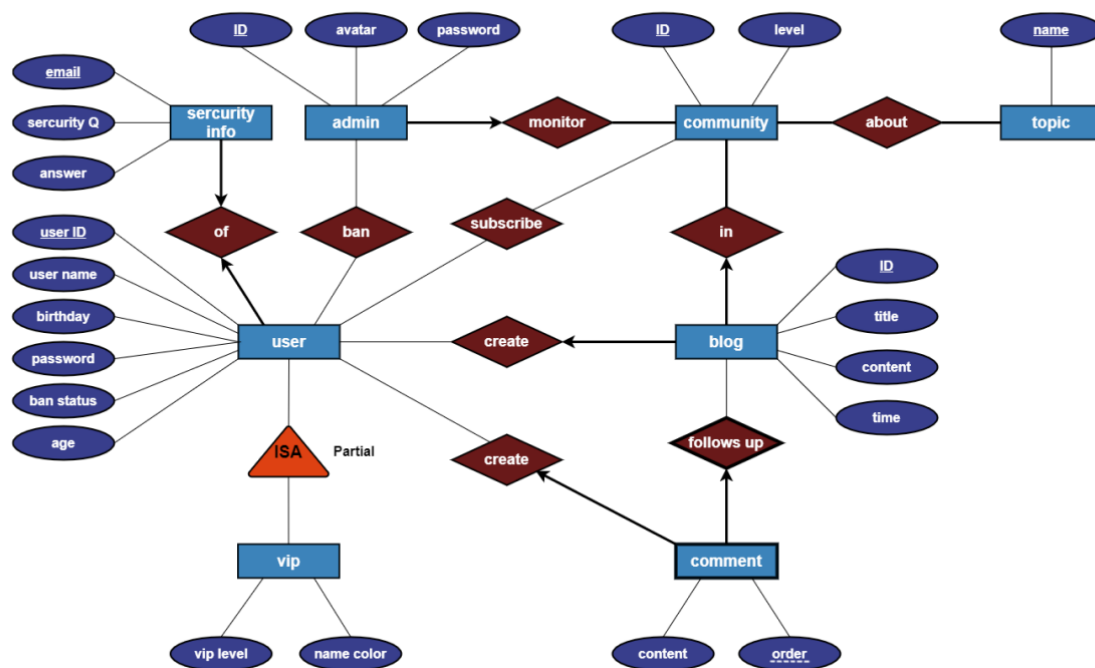 ID
avatar
password
ID
level
name
email
sercurity Q
answer
sercurity
info
admin
monitor
community
about
topic
of
ban
subscribe
in
user ID
user name
birthday
password
ban status
age
user
create
blog
ID
title
content
time
ISA
Partial
create
follows up
vip
comment
vip level
name color
content
order